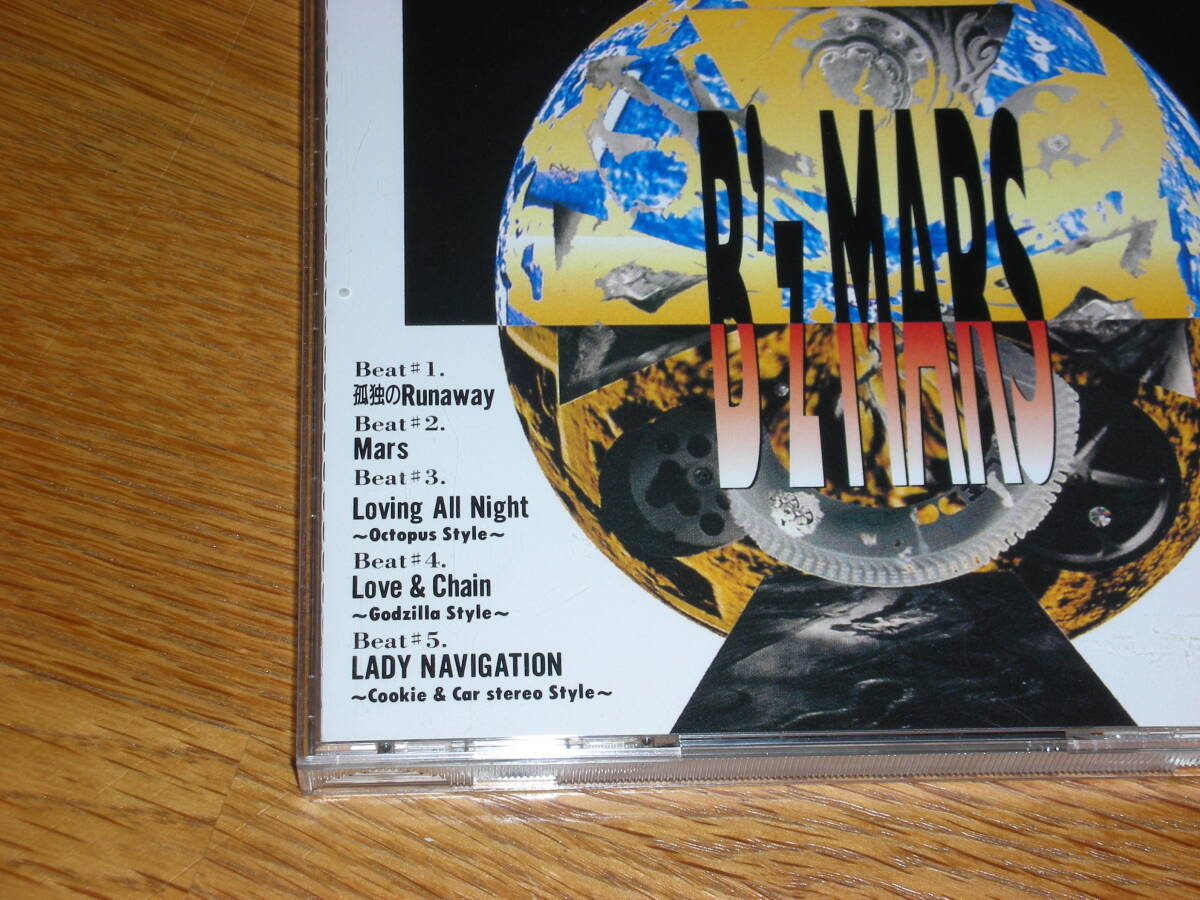 B'z MARS
Beat♯1.
孤独のRunaway
Beat♯2.
Mars
Beat♯3.
Loving All Night
~Octopus Style~
Beat♯4.
Love & Chain
~Godzilla Style~
Beat♯5.
LADY NAVIGATION
~Cookie & Car stereo Style~